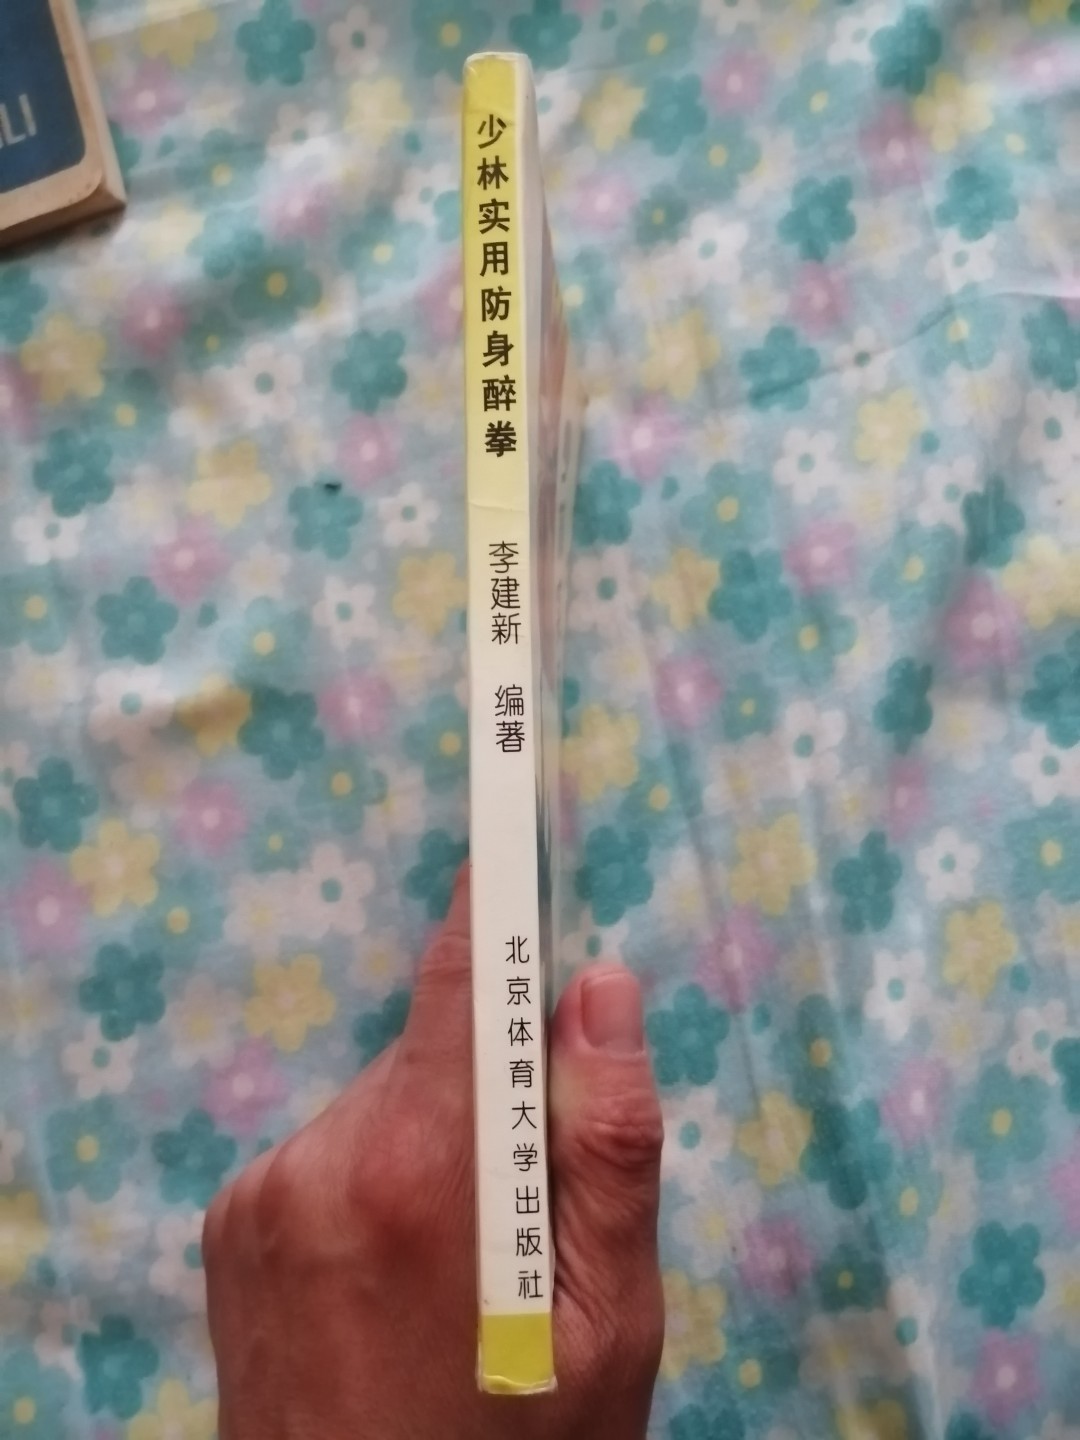 LI
少林实用防身醉拳
李建新 编著
北京体育大学出版社